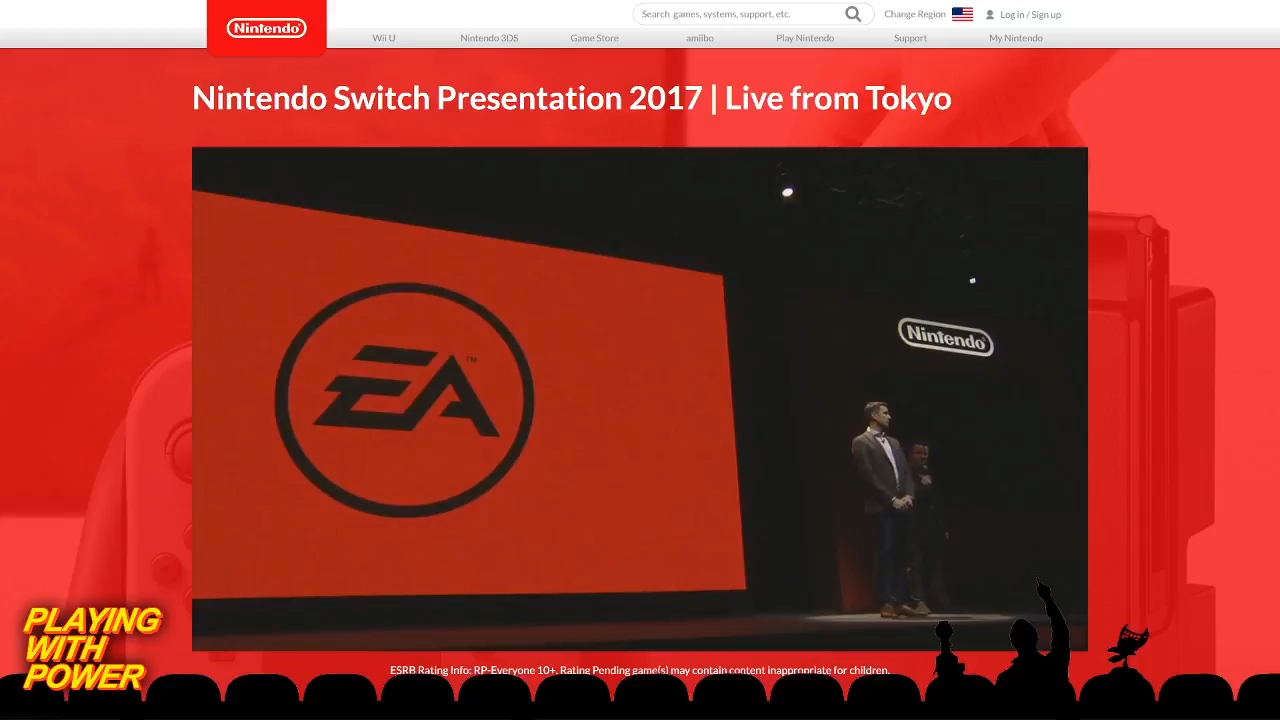 Nintendo
Search games, systems, support, etc.
Change Region
Log in / Sign up
Wii U
Nintendo 3DS
Game Store
amiibo
Play Nintendo
Support
My Nintendo
Nintendo Switch Presentation 2017 | Live from Tokyo
EA™
Nintendo
PLAYING
WITH
POWER
ESRB Rating Info: RP-Everyone 10+, Rating Pending game(s) may contain content inappropriate for children.